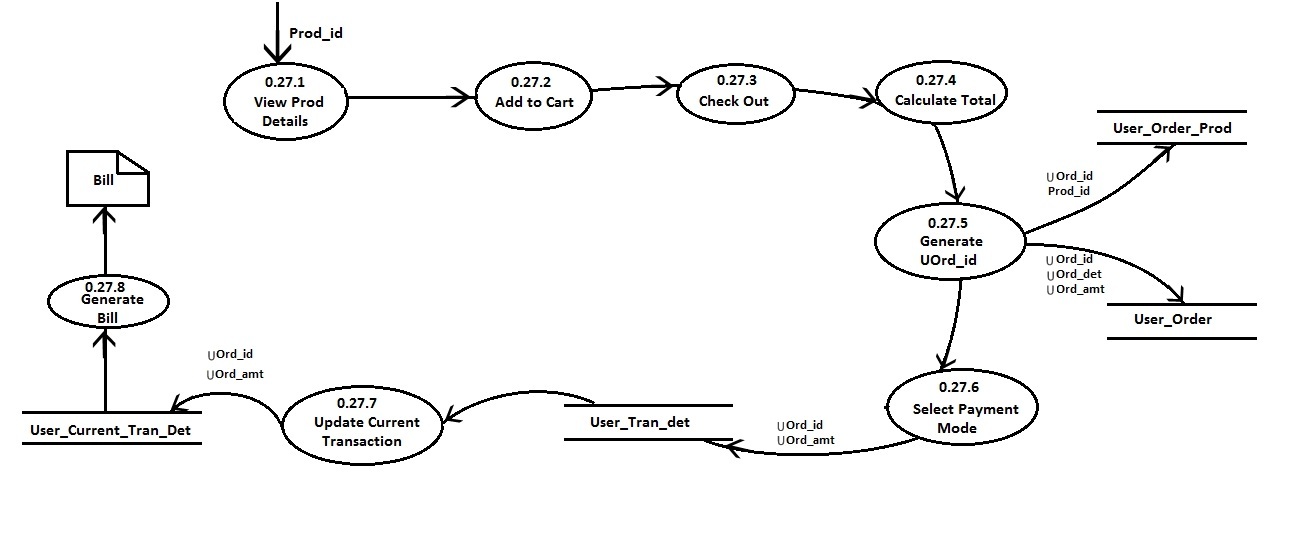 Prod_id
0.27.1
View Prod
Details
0.27.2
Add to Cart
0.27.3
Check Out
0.27.4
Calculate Total
User_Order_Prod
UOrd_id
Prod_id
0.27.5
Generate
UOrd_id
UOrd_id
UOrd_det
UOrd_amt
User_Order
0.27.6
Select Payment
Mode
UOrd_id
UOrd_amt
User_Tran_det
0.27.7
Update Current
Transaction
UOrd_id
UOrd_amt
User_Current_Tran_Det
0.27.8
Generate
Bill
Bill